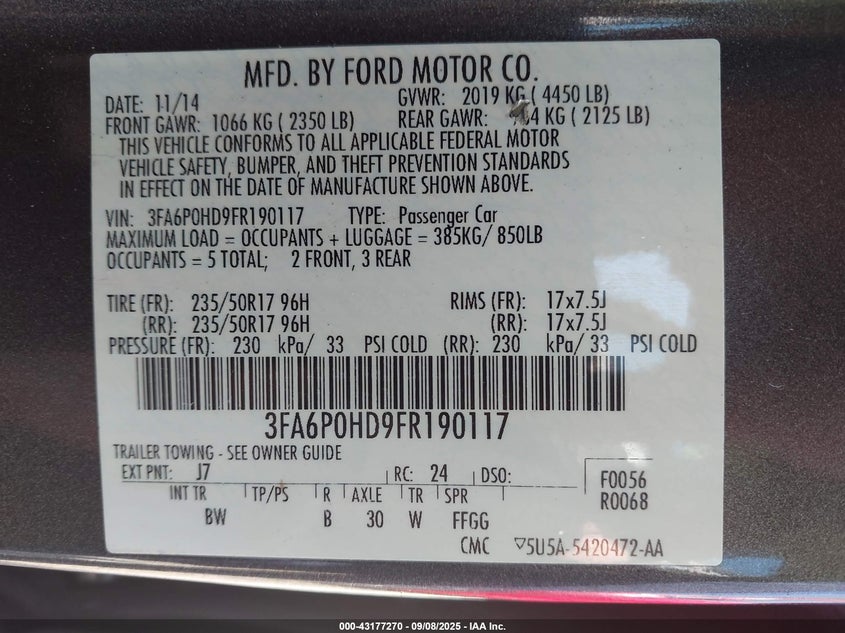 MFD. BY FORD MOTOR CO.
DATE: 11/14 GVWR: 2019 KG ( 4450 LB)
FRONT GAWR: 1066 KG ( 2350 LB) REAR GAWR: 4 KG ( 2125 LB)
THIS VEHICLE CONFORMS TO ALL APPLICABLE FEDERAL MOTOR
VEHICLE SAFETY, BUMPER, AND THEFT PREVENTION STANDARDS
IN EFFECT ON THE DATE OF MANUFACTURE SHOWN ABOVE.
VIN: 3FA6P0HD9FR190117 TYPE: Passenger Car
MAXIMUM LOAD = OCCUPANTS + LUGGAGE = 385KG/ 850LB
OCCUPANTS = 5 TOTAL; 2 FRONT, 3 REAR
TIRE (FR): 235/50R17 96H RIMS (FR): 17x7.5J
(RR): 235/50R17 96H (RR): 17x7.5J
PRESSURE (FR): 230 kPa/ 33 PSI COLD (RR): 230 kPa/ 33 PSI COLD
3FA6P0HD9FR190117
TRAILER TOWING - SEE OWNER GUIDE
EXT PNT: J7 RC: 24 DSO:
F0056
INT TR TP/PS R AXLE TR SPR
R0068
BW B 30 W FFGG
CMC ▽5U5A-5420472-AA
000-43177270 - 09/08/2025 - IAA Inc.